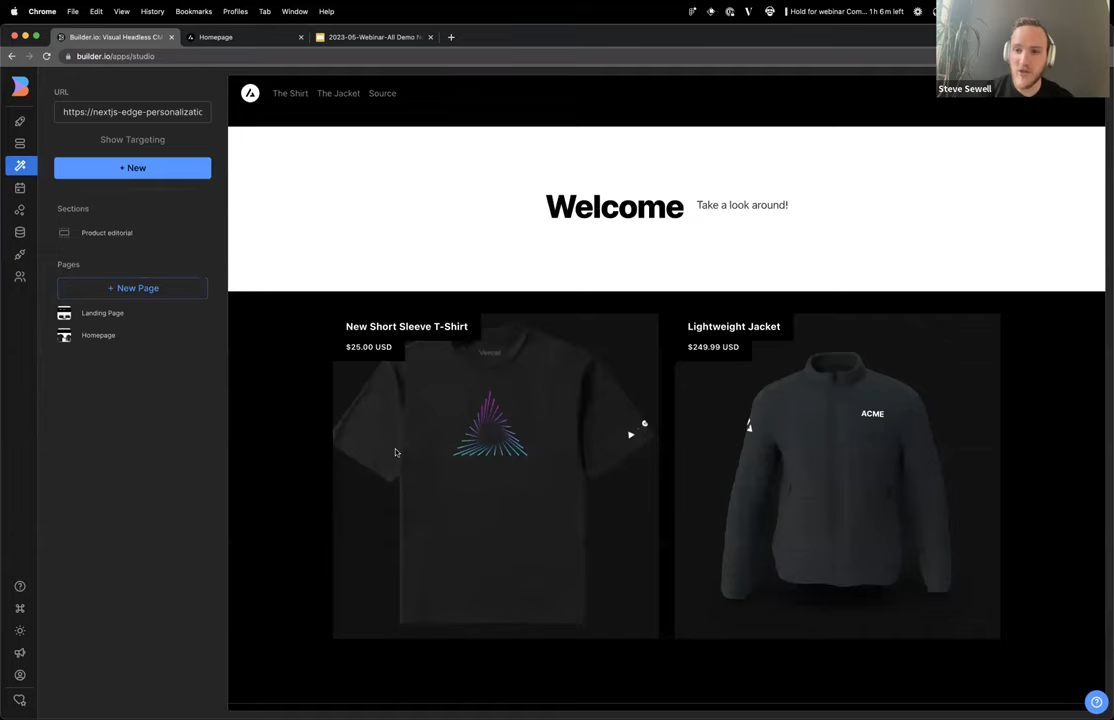 Chrome File Edit View History Bookmarks Profiles Tab Window Help
V
Hold for webinar Com... 1 h 6 m left
Builder.io: Visual Headless CM
Homepage
2023-05-Webinar-All Demo N
builder.io/apps/studio
Steve Sewell
URL
https://nextjs-edge-personalizatic
Show Targeting
+ New
Sections
Product editorial
Pages
+ New Page
Landing Page
Homepage
The Shirt The Jacket Source
Welcome Take a look around!
New Short Sleeve T-Shirt
$25.00 USD
Vercel
Lightweight Jacket
$249.99 USD
ACME